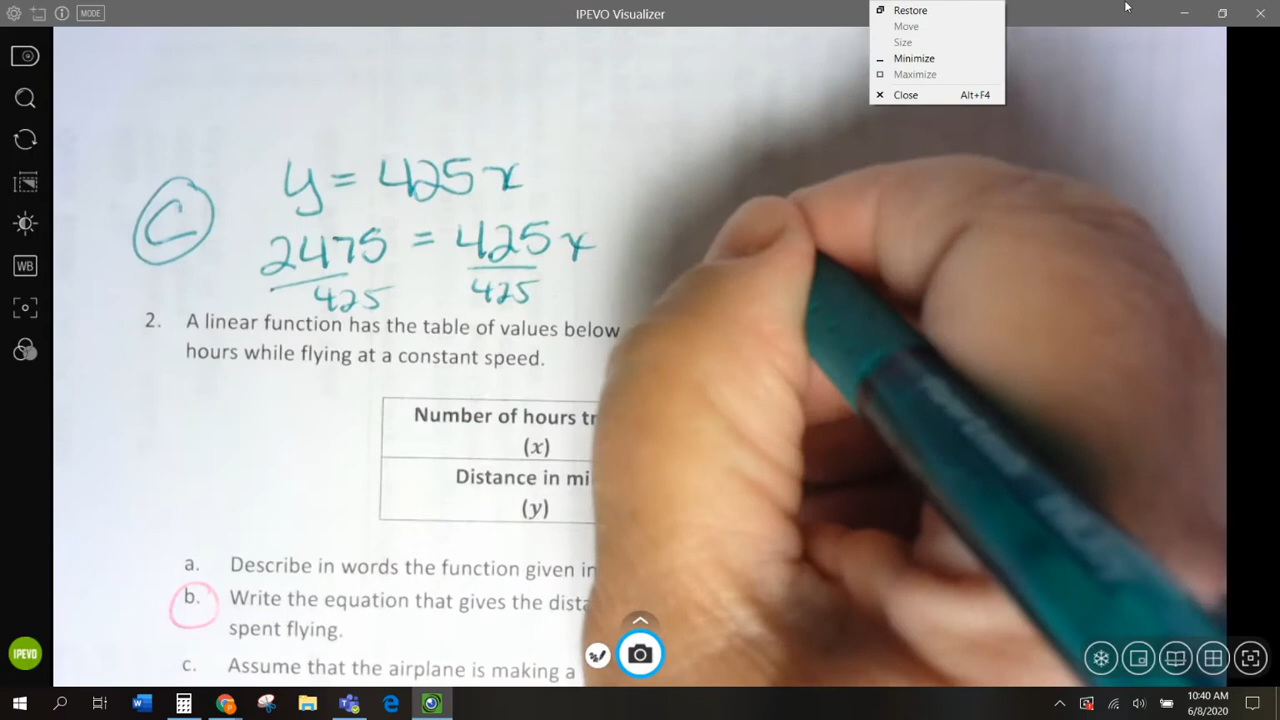 MODE
IPEVO Visualizer
Restore
Move
Size
Minimize
Maximize
Close Alt+F4
WB
C
y = 425x
2475 = 425x
425 425
2. A linear function has the table of values below
hours while flying at a constant speed.
Number of hours
(x)
Distance in
(y)
a. Describe in words the function given in
b. Write the equation that gives the
spent flying.
c. Assume that the airplane is making a
IPEVO
10:40 AM
6/8/2020